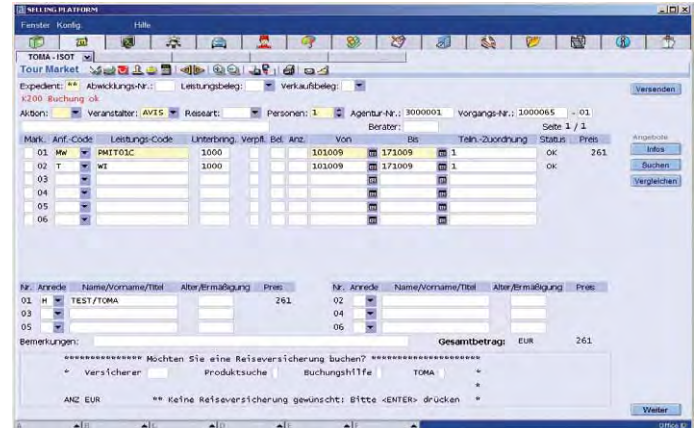 SELLING PLATFORM
Fenster Konfig. Hilfe
TOMA - ISOT
Tour Market
Expedient: ** Abwicklungs-Nr.: Leistungsbeleg: Verkaufsbeleg: Versenden
K200 Buchung ok
Aktion: Veranstalter: AVIS Reiseart: Personen: 1 Agentur-Nr.: 3000001 Vorgangs-Nr.: 1000065 - 01
Berater: Seite 1 / 1
Mark. Anf.-Code Leistungs-Code Unterbring. Verpfl. Bel. Anz. Von Bis Teiln.-Zuordnung Status Preis Angebote
01 MW PMIT01C 1000 101009 171009 1 OK 261 Infos
02 T WI 1000 101009 171009 1 OK Buchen
03 Vergleichen
04
05
06
Nr. Anrede Name/Vorname/Titel Alter/Ermäßigung Preis Nr. Anrede Name/Vorname/Titel Alter/Ermäßigung Preis
01 H TEST/TOMA 261 02
03 04
05 06
Bemerkungen: Gesamtbetrag: EUR 261
*************** Möchten Sie eine Reiseversicherung buchen? *********************
* Versicherer Produktsuche Buchungshilfe TOMA *
*
ANZ EUR ** Keine Reiseversicherung gewünscht: Bitte <ENTER> drücken *
Weiter
Office ID